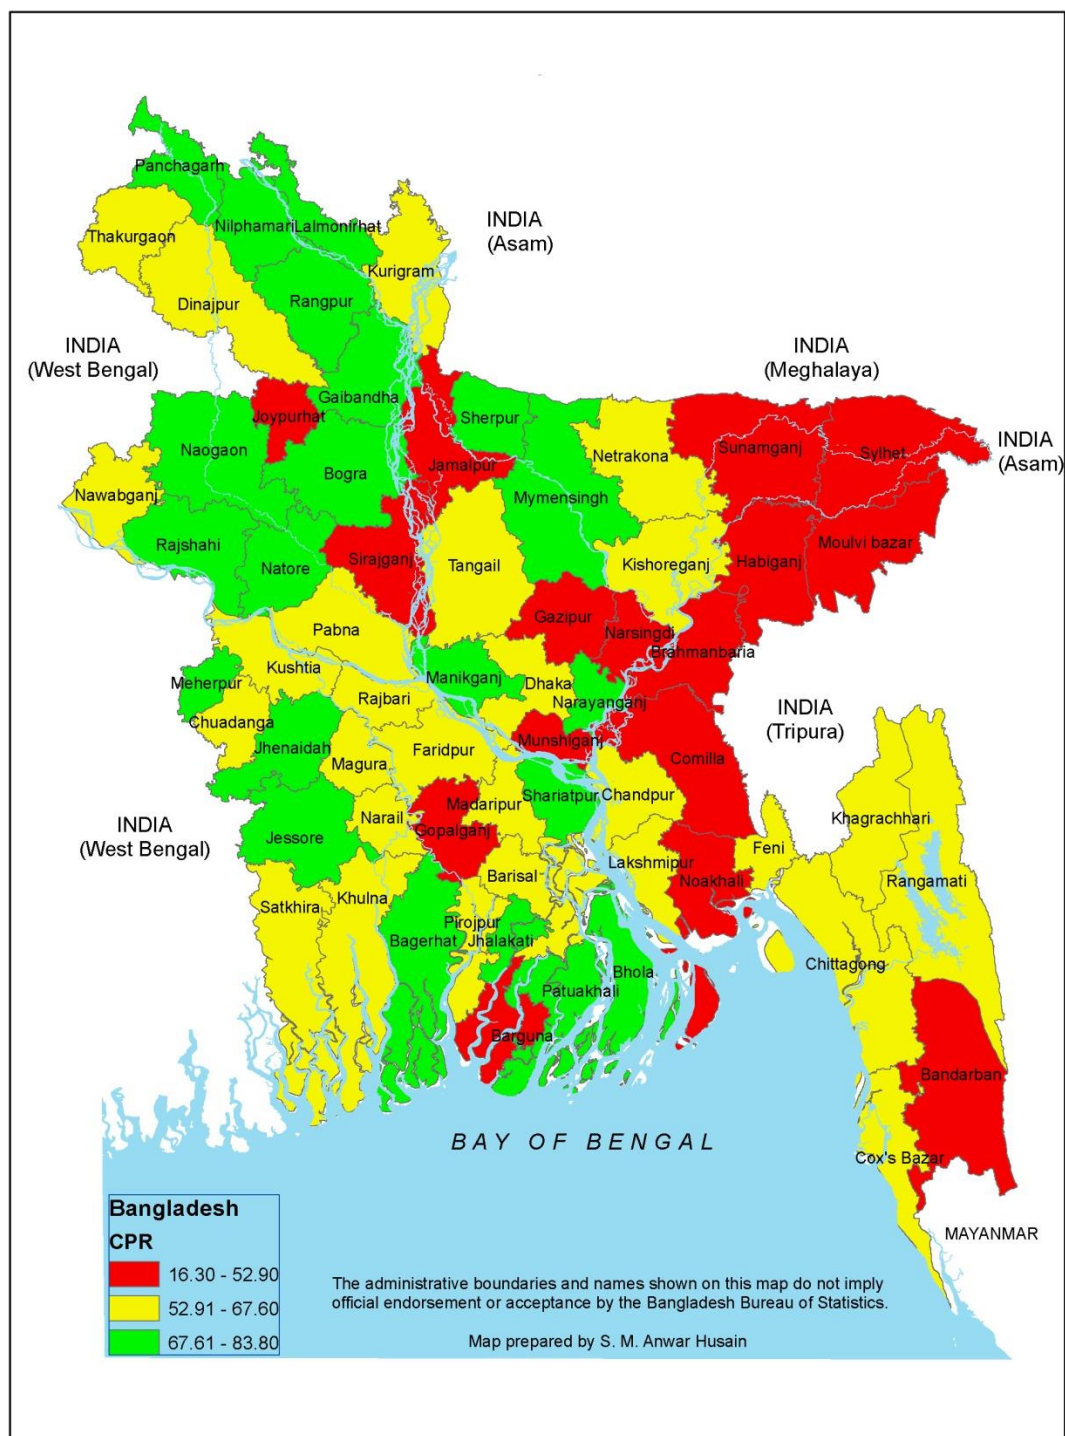 Panchagarh
Nilphamari
Lalmonirhat
Thakurgaon
INDIA
(Asam)
Kurigram
Dinajpur
Rangpur
INDIA
(West Bengal)
INDIA
(Meghalaya)
Gaibandha
Joypurhat
Sherpur
Naogaon
Sunamganj
Sylhet
INDIA
(Asam)
Netrakona
Jamalpur
Bogra
Nawabganj
Mymensingh
Rajshahi
Moulvi bazar
Sirajganj
Tangail
Kishoreganj
Habiganj
Natore
Gazipur
Pabna
Narsingdi
Brahmanbaria
Kushtia
Meherpur
Manikganj
Dhaka
Rajbari
Narayanganj
INDIA
(Tripura)
Chuadanga
Jhenaidah
Faridpur
Munshiganj
Comilla
Magura
Shariatpur
Chandpur
Madaripur
Khagrachhari
Narail
INDIA
(West Bengal)
Jessore
Gopalganj
Feni
Lakshmipur
Barisal
Noakhali
Rangamati
Khulna
Satkhira
Pirojpur
Bagerhat
Jhalakati
Chittagong
Bhola
Patuakhali
Barguna
Bandarban
BAY OF BENGAL
Cox's Bazar
Bangladesh
CPR
16.30 - 52.90
52.91 - 67.60
67.61 - 83.80
MAYANMAR
The administrative boundaries and names shown on this map do not imply
official endorsement or acceptance by the Bangladesh Bureau of Statistics.
Map prepared by S. M. Anwar Husain